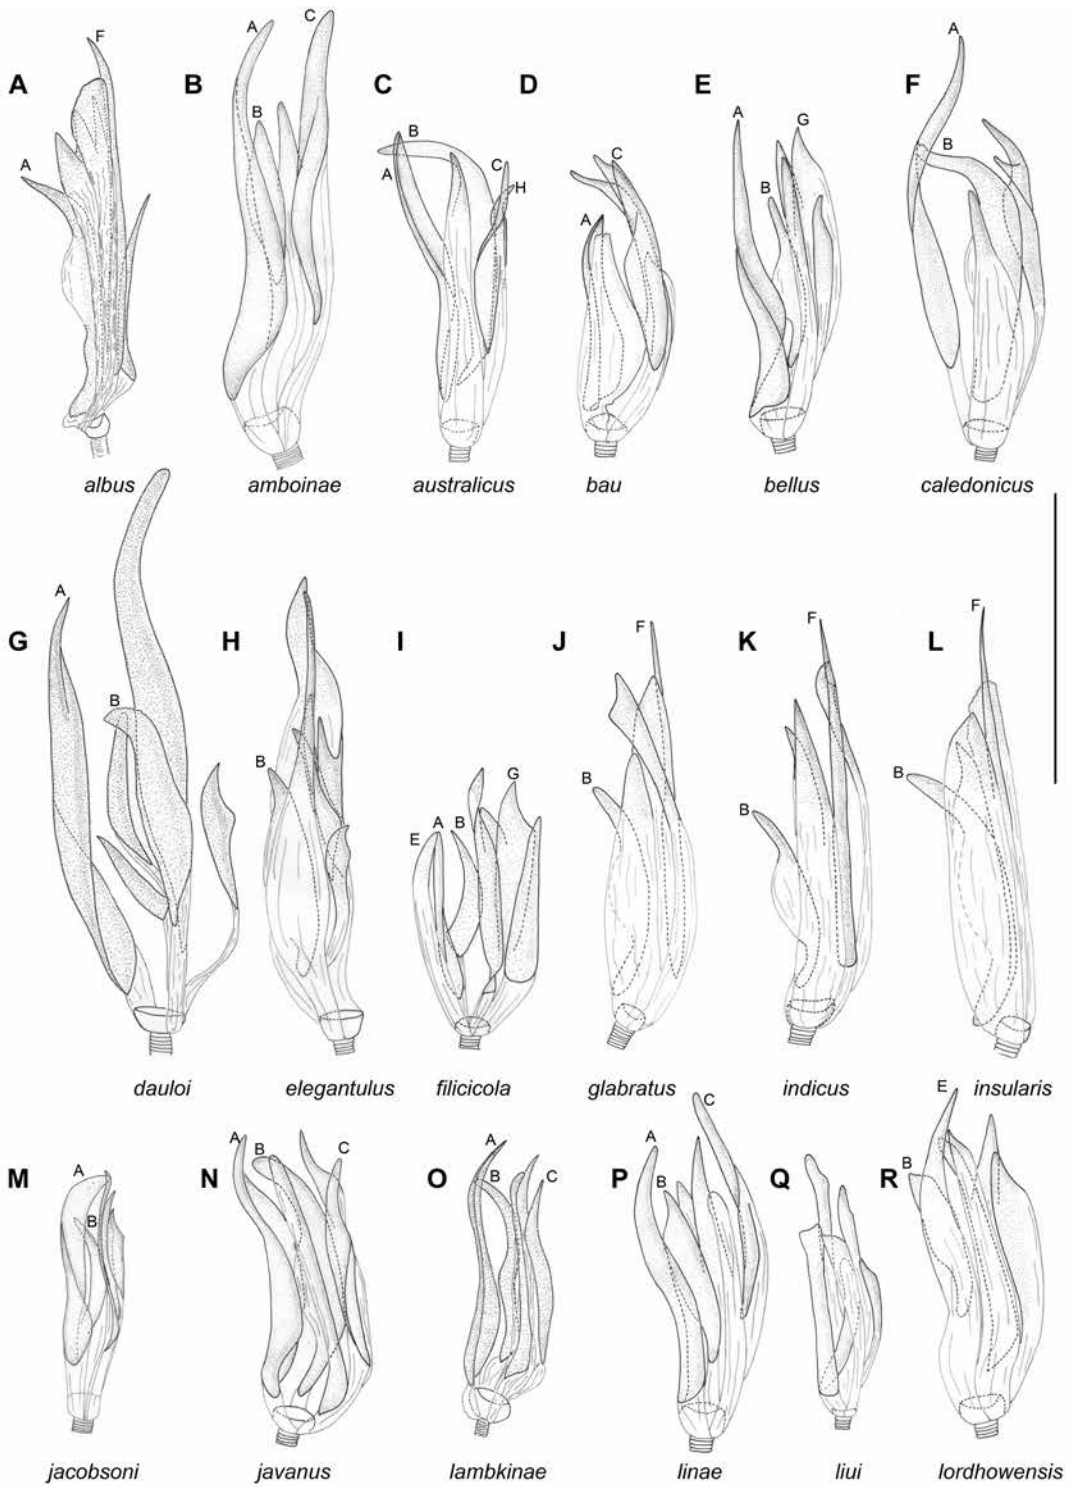 A B C D E F
F A
A B C
B A C H
C A
A G B
A B
albus amboinae australicus bau bellus caledonicus
G H I J K L
A B
B
E A B G
F B
F B
F B
dauloi elegantulus filicicola glabratus indicus insularis
M N O P Q R
A B
A B C
A B C
A B C
E B
jacobsoni javanus lambkinae linae liui lordhowensis